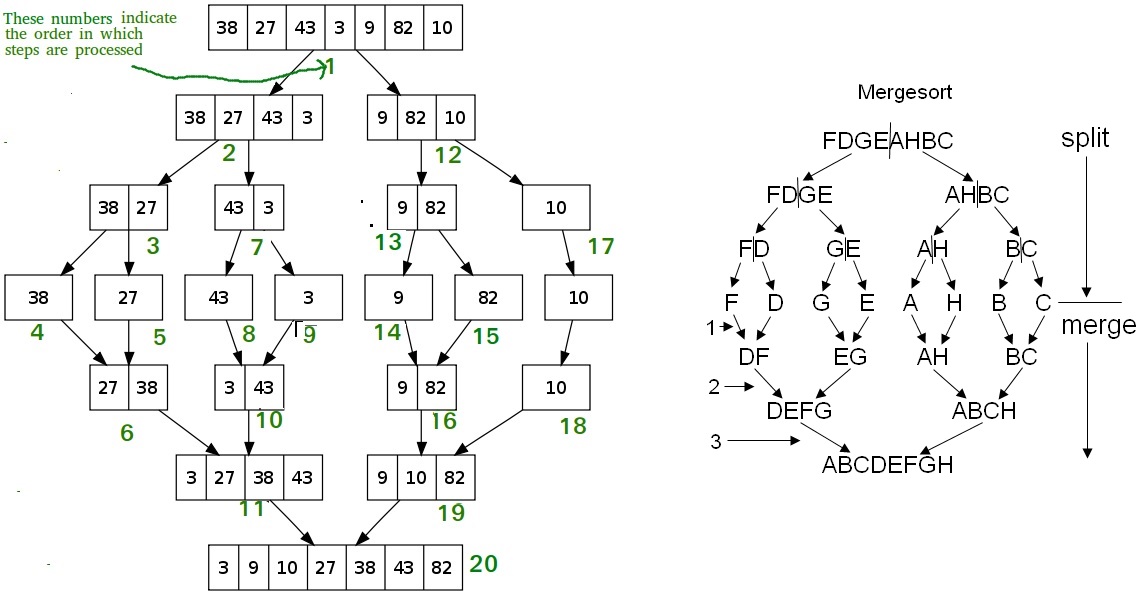 These numbers indicate
the order in which
steps are processed
38 27 43 3 9 82 10
1
38 27 43 3
9 82 10
2
12
38 27
43 3
9 82
10
3
7
13
17
38
27
43
3
9
82
10
4
5
8
9
14
15
27 38
3 43
9 82
10
6
10
16
18
3 27 38 43
9 10 82
11
19
3 9 10 27 38 43 82
20
Mergesort
FDGEAHBC
split
FDGE
AHBC
FD
GE
AH
BC
F
D
G
E
A
H
B
C
merge
1
DF
EG
AH
BC
2
DEFG
ABCH
3
ABCDEFGH